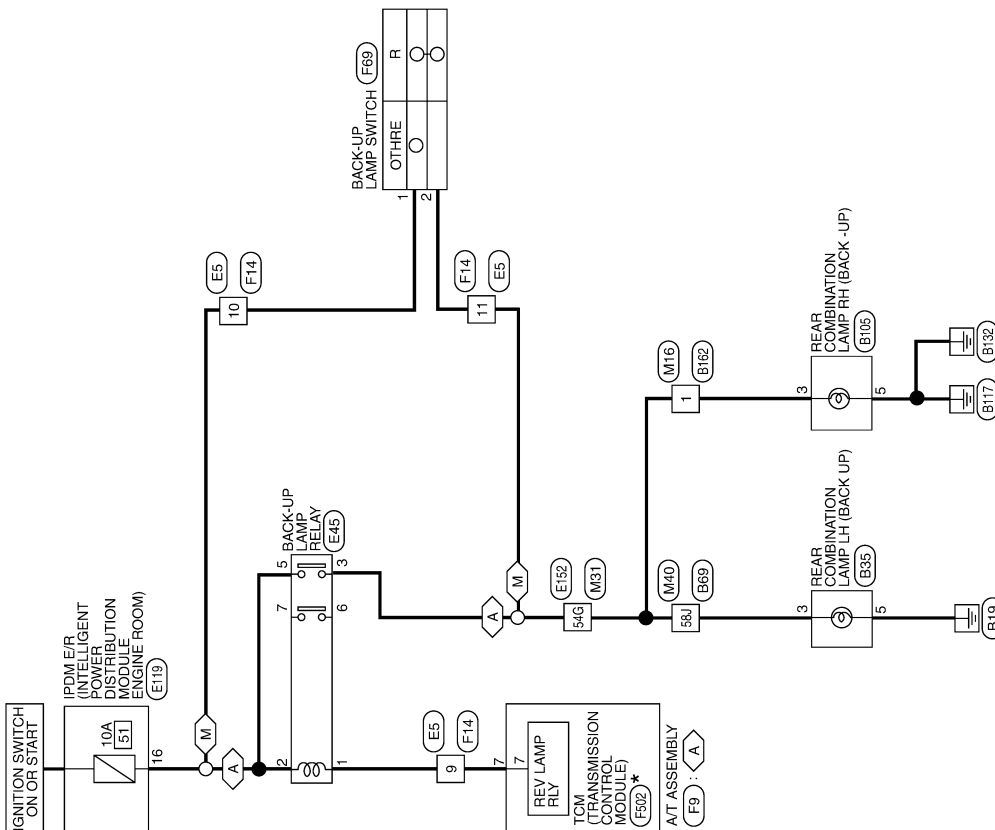 IGNITION SWITCH
ON OR START
IPDM E/R
(INTELLIGENT
POWER
DISTRIBUTION
MODULE
ENGINE ROOM)
E119
10A
51
16
M
A
BACK-UP
LAMP
RELAY
E45
2
1
7
6
5
3
E5
9
F14
7
7
REV LAMP
RLY
TCM
(TRANSMISSION
CONTROL
MODULE)
F502 *
A/T ASSEMBLY
F9 : A
BACK-UP
LAMP SWITCH F69
OTHRE
R
1
2
E5
10
F14
F14
11
E5
A
M
E152
54G
M31
M40
58J
B69
M16
1
B162
REAR
COMBINATION
LAMP LH (BACK UP)
B35
3
5
B19
REAR
COMBINATION
LAMP RH (BACK -UP)
B105
3
5
B117
B132